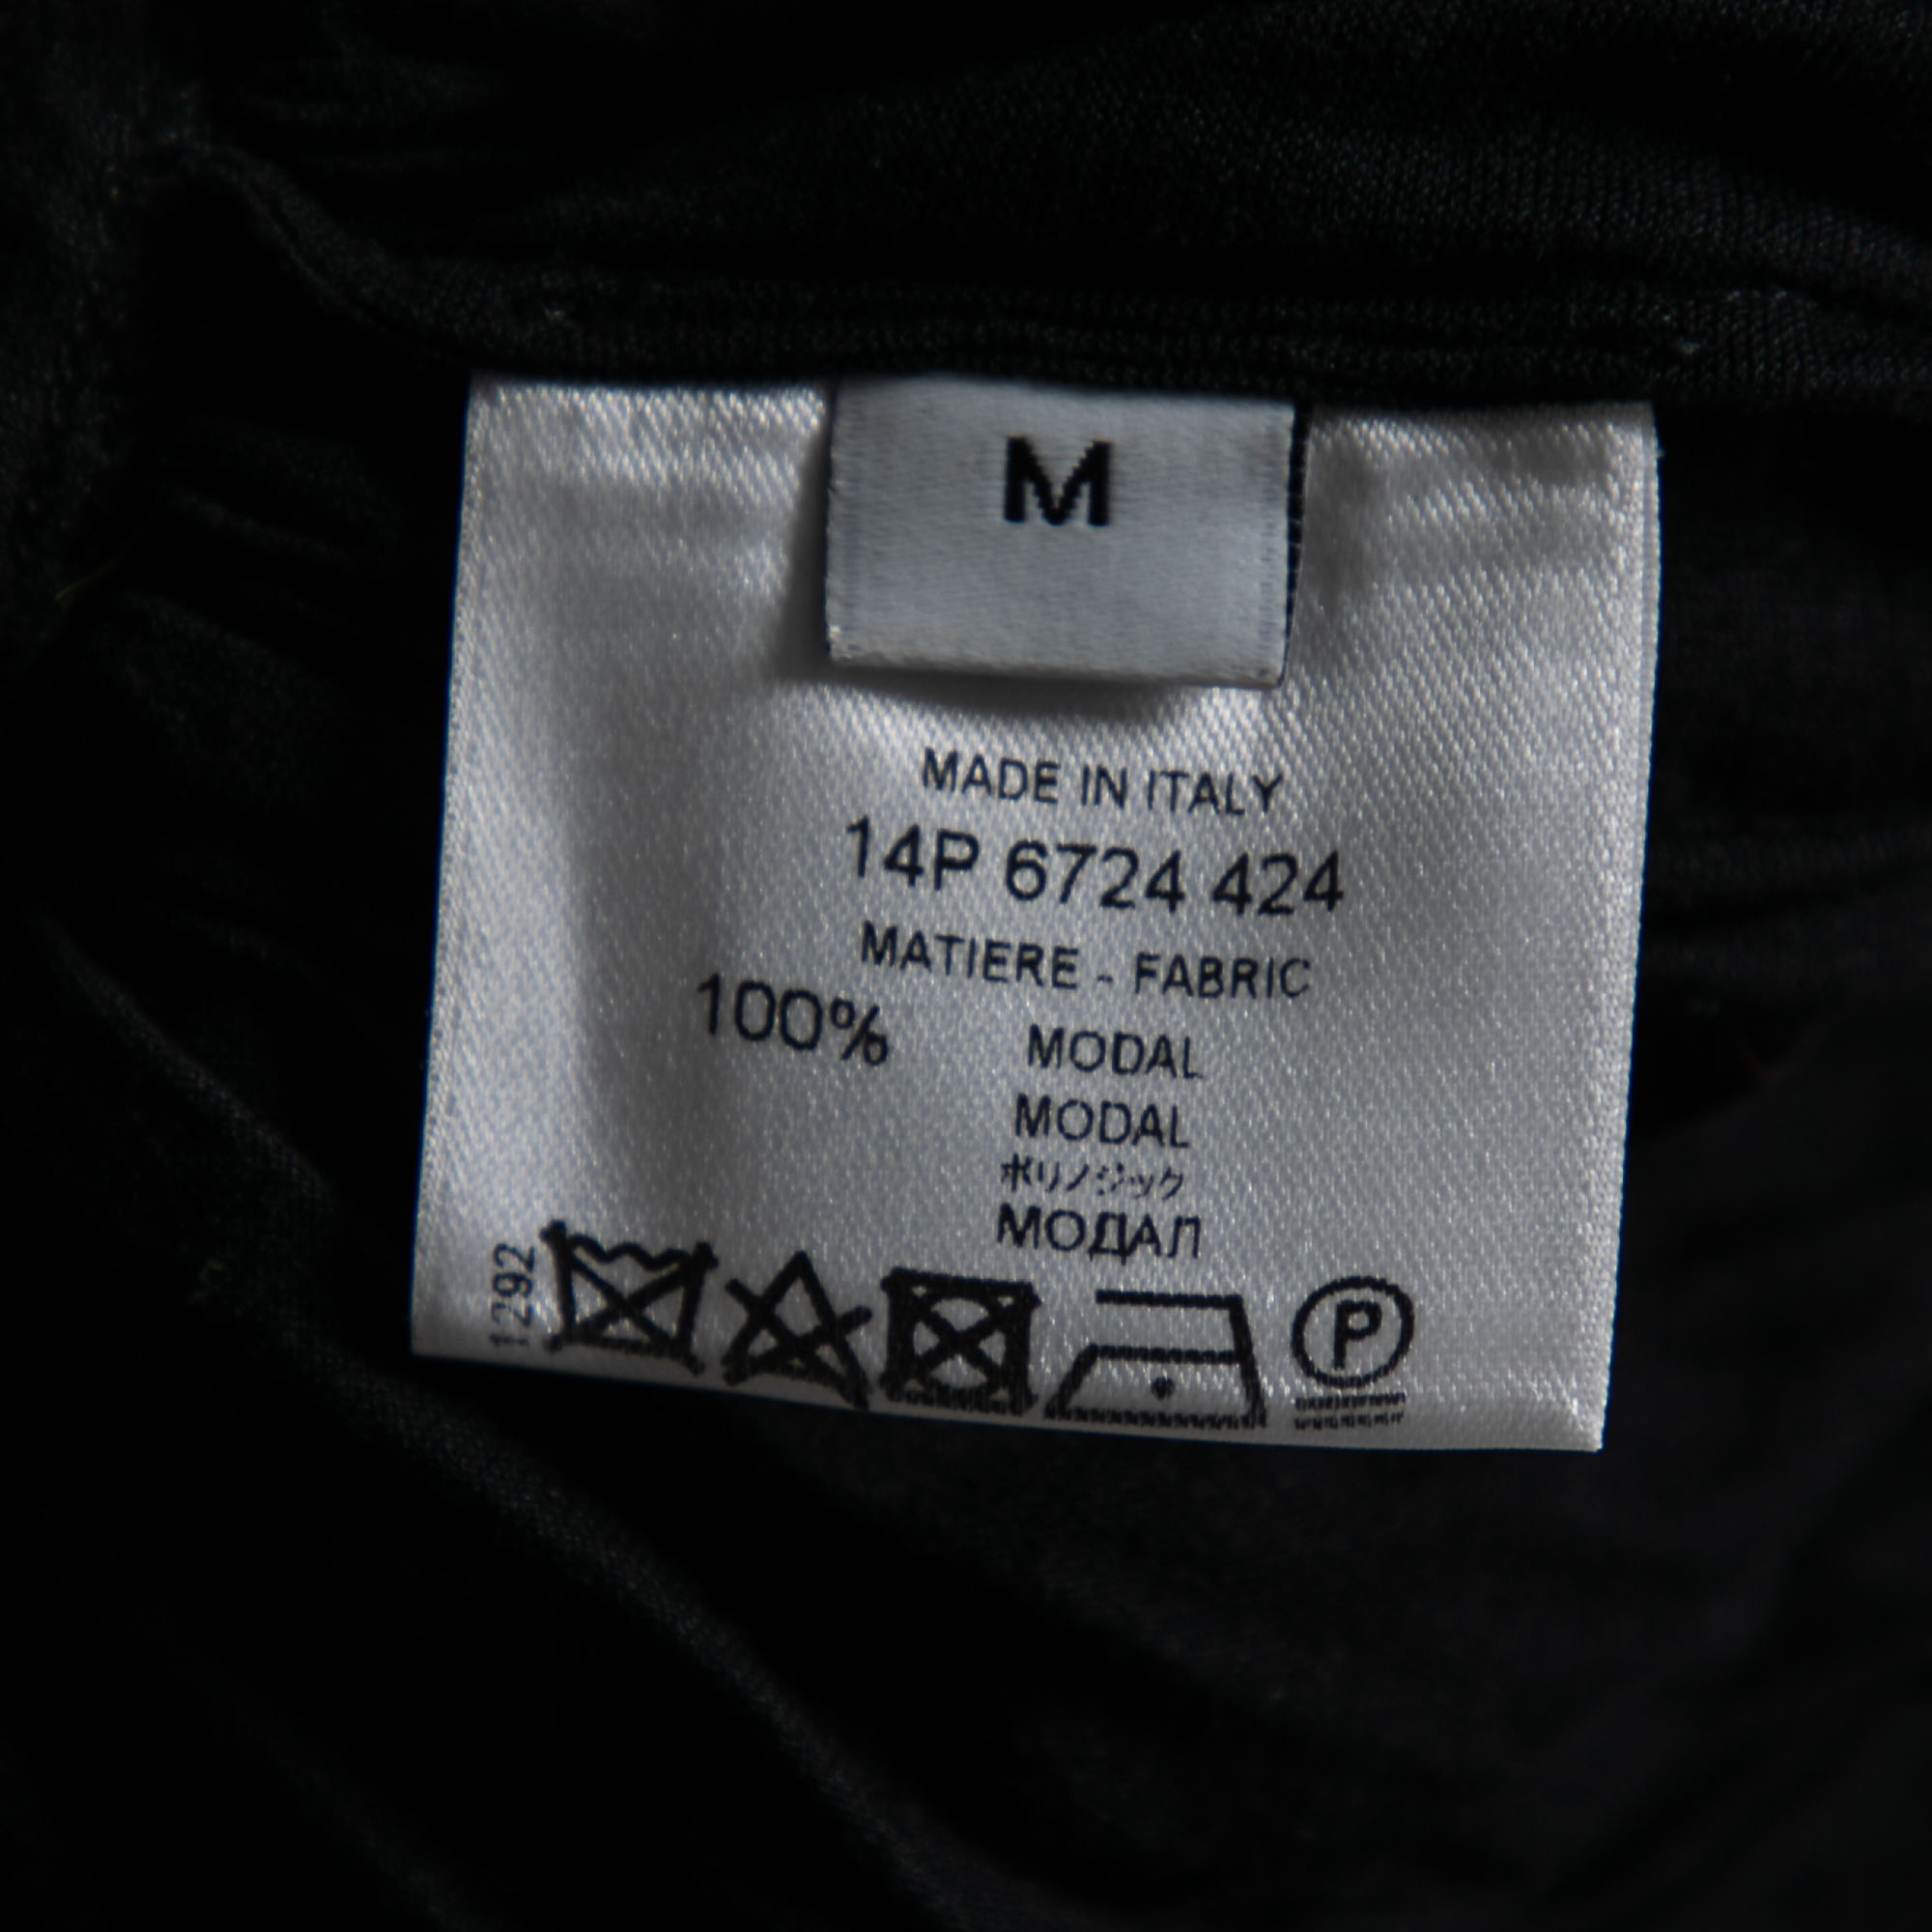 M
MADE IN ITALY
14P 6724 424
MATIERE - FABRIC
100% MODAL
MODAL
ポリノジック
МОДАЛ
1292
P